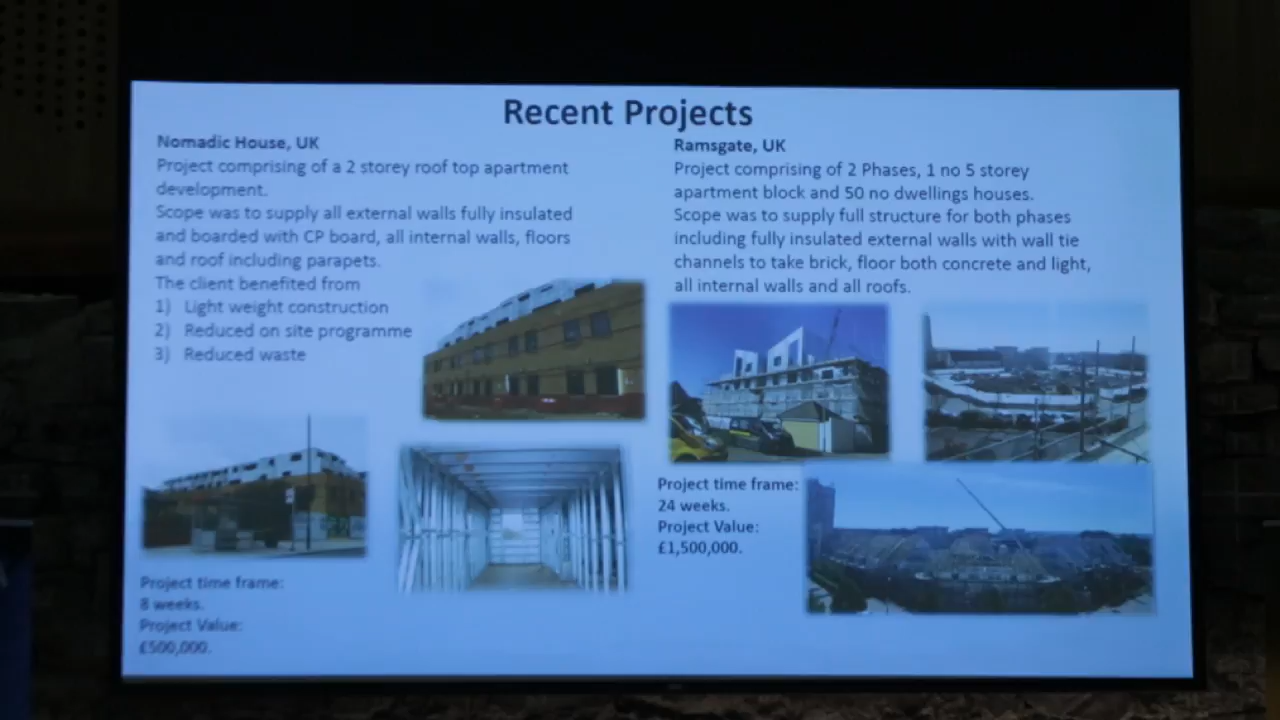 Recent Projects
Nomadic House, UK
Project comprising of a 2 storey roof top apartment
development.
Scope was to supply all external walls fully insulated
and boarded with CP board, all internal walls, floors
and roof including parapets.
The client benefited from
1) Light weight construction
2) Reduced on site programme
3) Reduced waste
Project time frame:
8 weeks.
Project Value:
£500,000.
Ramsgate, UK
Project comprising of 2 Phases, 1 no 5 storey
apartment block and 50 no dwellings houses.
Scope was to supply full structure for both phases
including fully insulated external walls with wall tie
channels to take brick, floor both concrete and light,
all internal walls and all roofs.
Project time frame:
24 weeks.
Project Value:
£1,500,000.